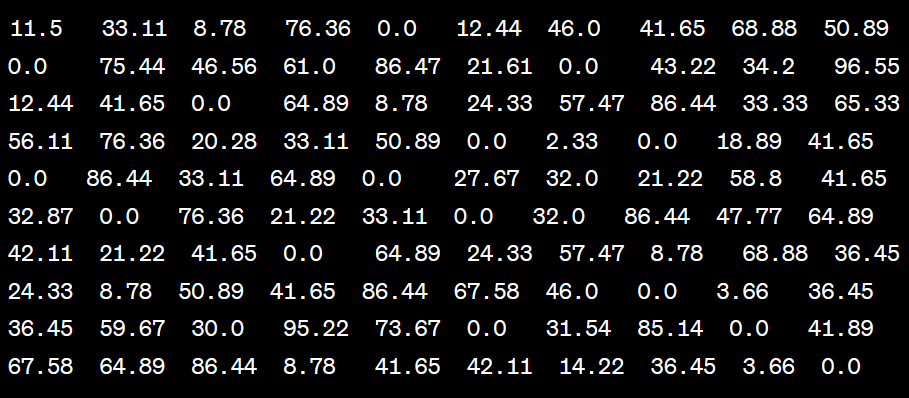 11.5 33.11 8.78 76.36 0.0 12.44 46.0 41.65 68.88 50.89
0.0 75.44 46.56 61.0 86.47 21.61 0.0 43.22 34.2 96.55
12.44 41.65 0.0 64.89 8.78 24.33 57.47 86.44 33.33 65.33
56.11 76.36 20.28 33.11 50.89 0.0 2.33 0.0 18.89 41.65
0.0 86.44 33.11 64.89 0.0 27.67 32.0 21.22 58.8 41.65
32.87 0.0 76.36 21.22 33.11 0.0 32.0 86.44 47.77 64.89
42.11 21.22 41.65 0.0 64.89 24.33 57.47 8.78 68.88 36.45
24.33 8.78 50.89 41.65 86.44 67.58 46.0 0.0 3.66 36.45
36.45 59.67 30.0 95.22 73.67 0.0 31.54 85.14 0.0 41.89
67.58 64.89 86.44 8.78 41.65 42.11 14.22 36.45 3.66 0.0